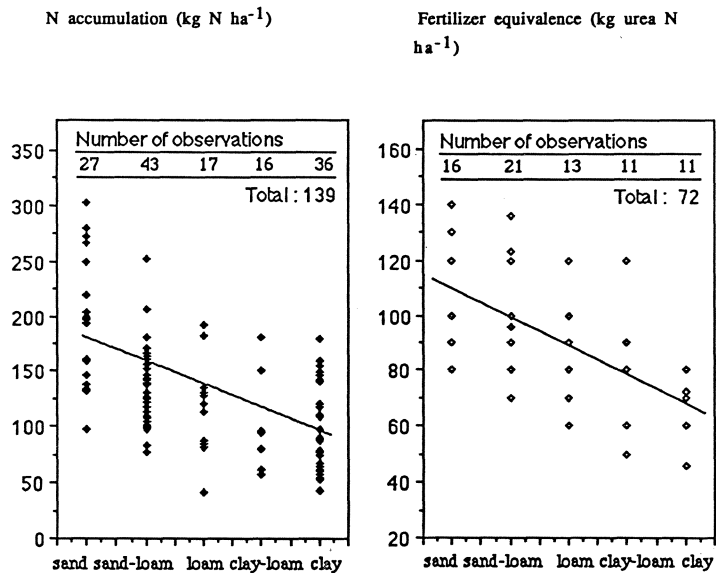 N accumulation (kg N ha-1)
Fertilizer equivalence (kg urea N
ha-1)
Number of observations
27 43 17 16 36
Total : 139
350
300
250
200
150
100
50
0
sand sand-loam loam clay-loam clay
Number of observations
16 21 13 11 11
Total : 72
160
140
120
100
80
60
40
20
sand sand-loam loam clay-loam clay